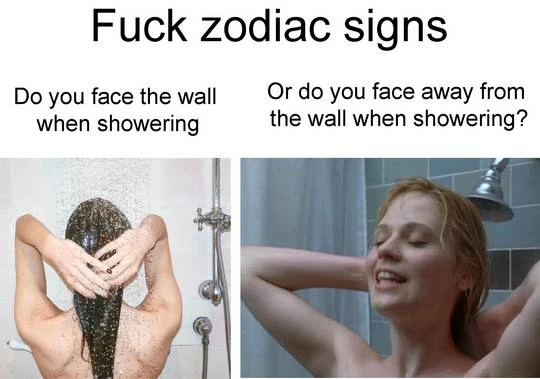 Fuck zodiac signs
Do you face the wall
when showering
Or do you face away from
the wall when showering?